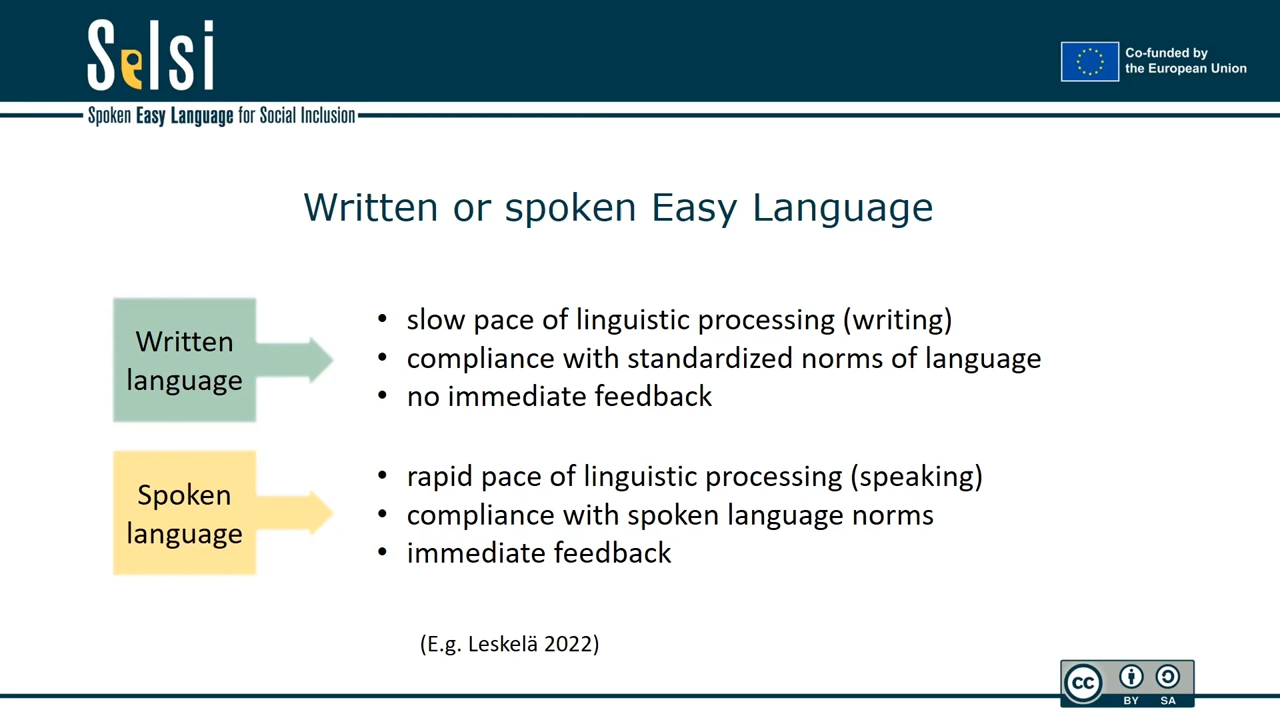 Selsi
Co-funded by
the European Union
Spoken Easy Language for Social Inclusion
Written or spoken Easy Language
Written
language
• slow pace of linguistic processing (writing)
• compliance with standardized norms of language
• no immediate feedback
Spoken
language
• rapid pace of linguistic processing (speaking)
• compliance with spoken language norms
• immediate feedback
(E.g. Leskelä 2022)
cc
BY SA